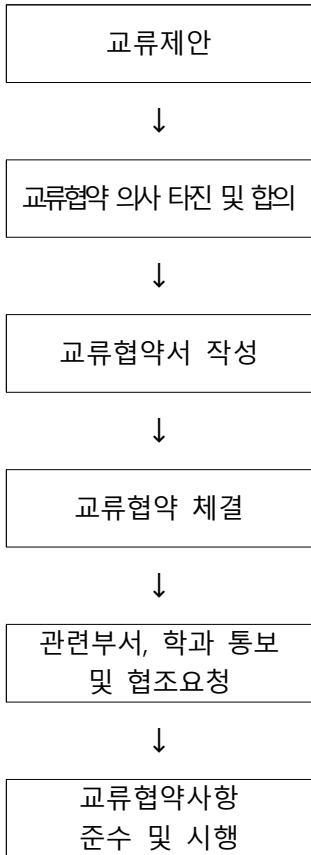 교류제안
↓
교류협약 의사 타진 및 합의
↓
교류협약서 작성
↓
교류협약 체결
↓
관련부서, 학과 통보
및 협조요청
↓
교류협약사항
준수 및 시행